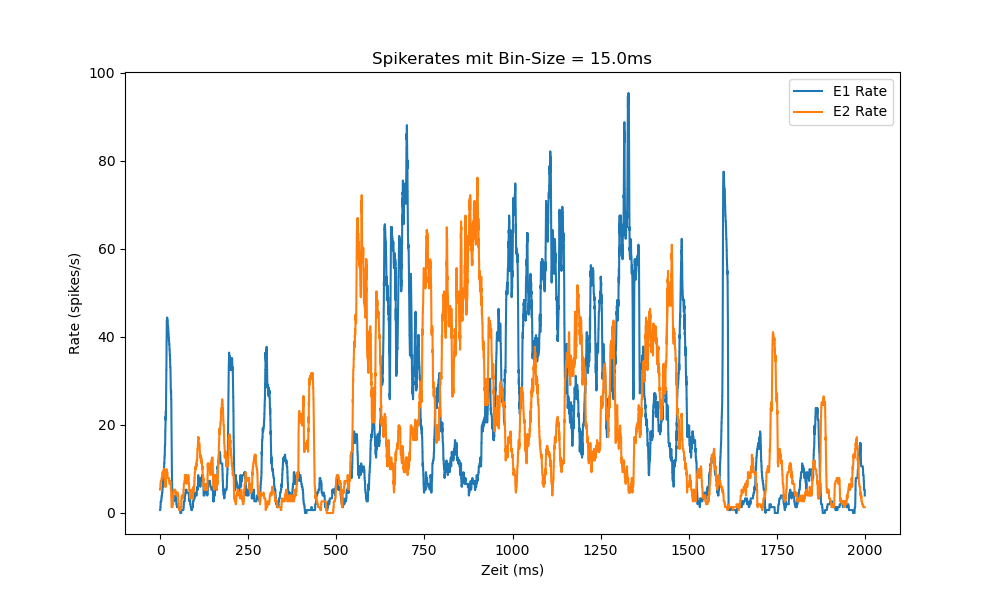 Spikerates mit Bin-Size = 15.0ms
100
80
60
40
20
0
Rate (spikes/s)
E1 Rate
E2 Rate
0 250 500 750 1000 1250 1500 1750 2000
Zeit (ms)